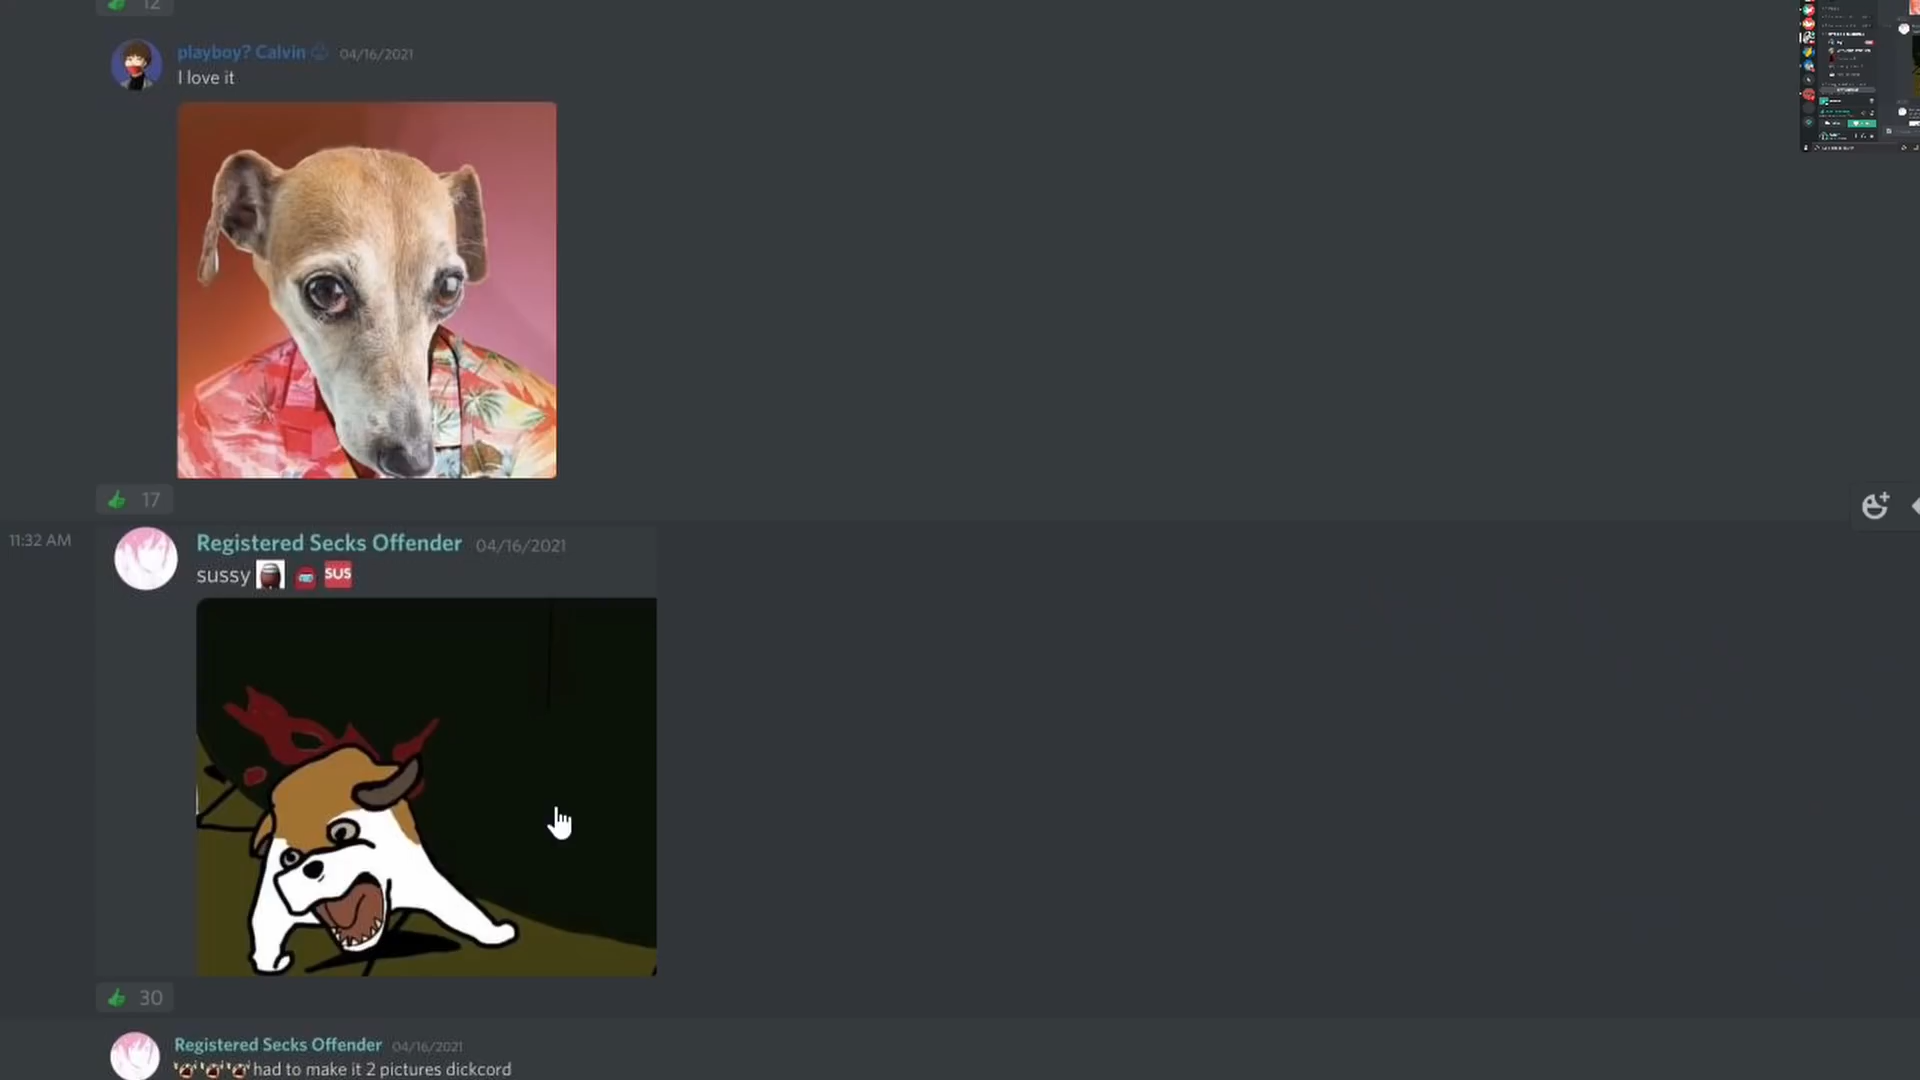 12
playboy? Calvin 04/16/2021
I love it
17
11:32 AM
Registered Secks Offender 04/16/2021
sussy SUS
30
Registered Secks Offender 04/16/2021
had to make it 2 pictures dickcord